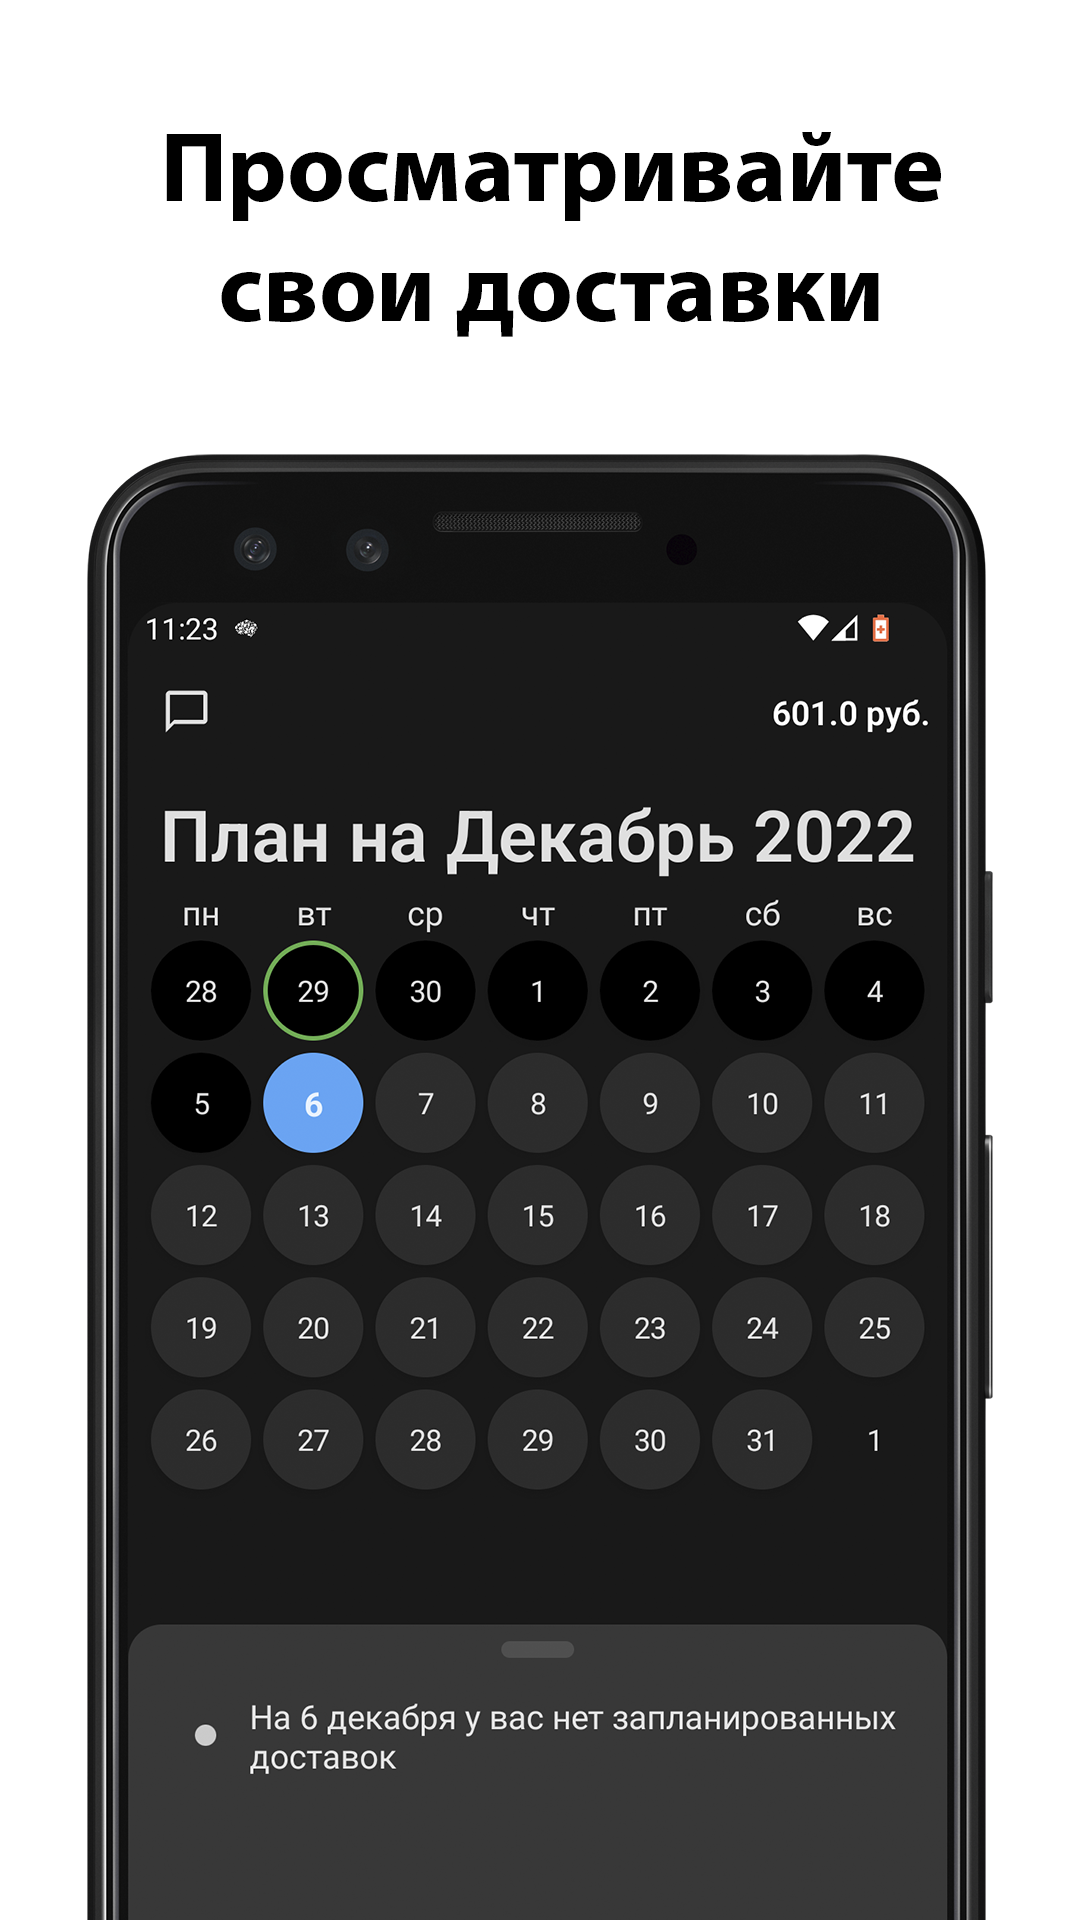 Просматривайте
свои доставки
11:23
601.0 руб.
План на Декабрь 2022
пн вт ср чт пт сб вс
28 29 30 1 2 3 4
5 6 7 8 9 10 11
12 13 14 15 16 17 18
19 20 21 22 23 24 25
26 27 28 29 30 31 1
На 6 декабря у вас нет запланированных
доставок